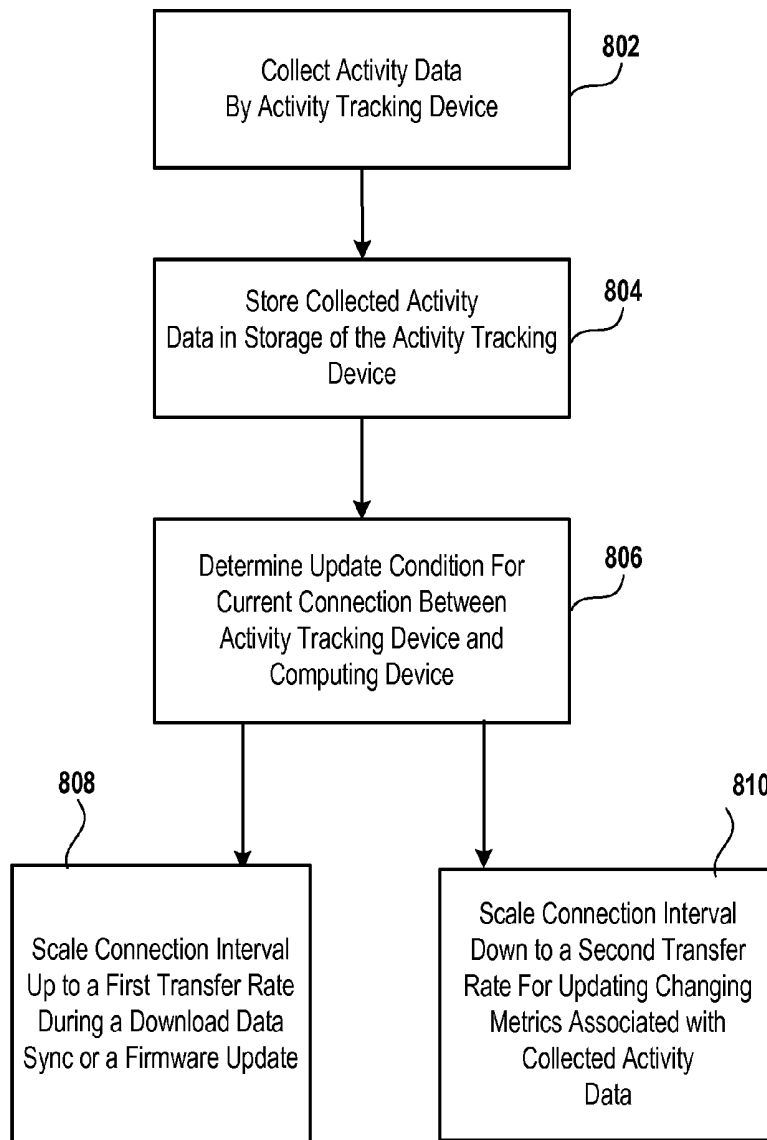 802
Collect Activity Data
By Activity Tracking Device
804
Store Collected Activity
Data in Storage of the Activity Tracking
Device
806
Determine Update Condition For
Current Connection Between
Activity Tracking Device and
Computing Device
808
Scale Connection Interval
Up to a First Transfer Rate
During a Download Data
Sync or a Firmware Update
810
Scale Connection Interval
Down to a Second Transfer
Rate For Updating Changing
Metrics Associated with
Collected Activity
Data